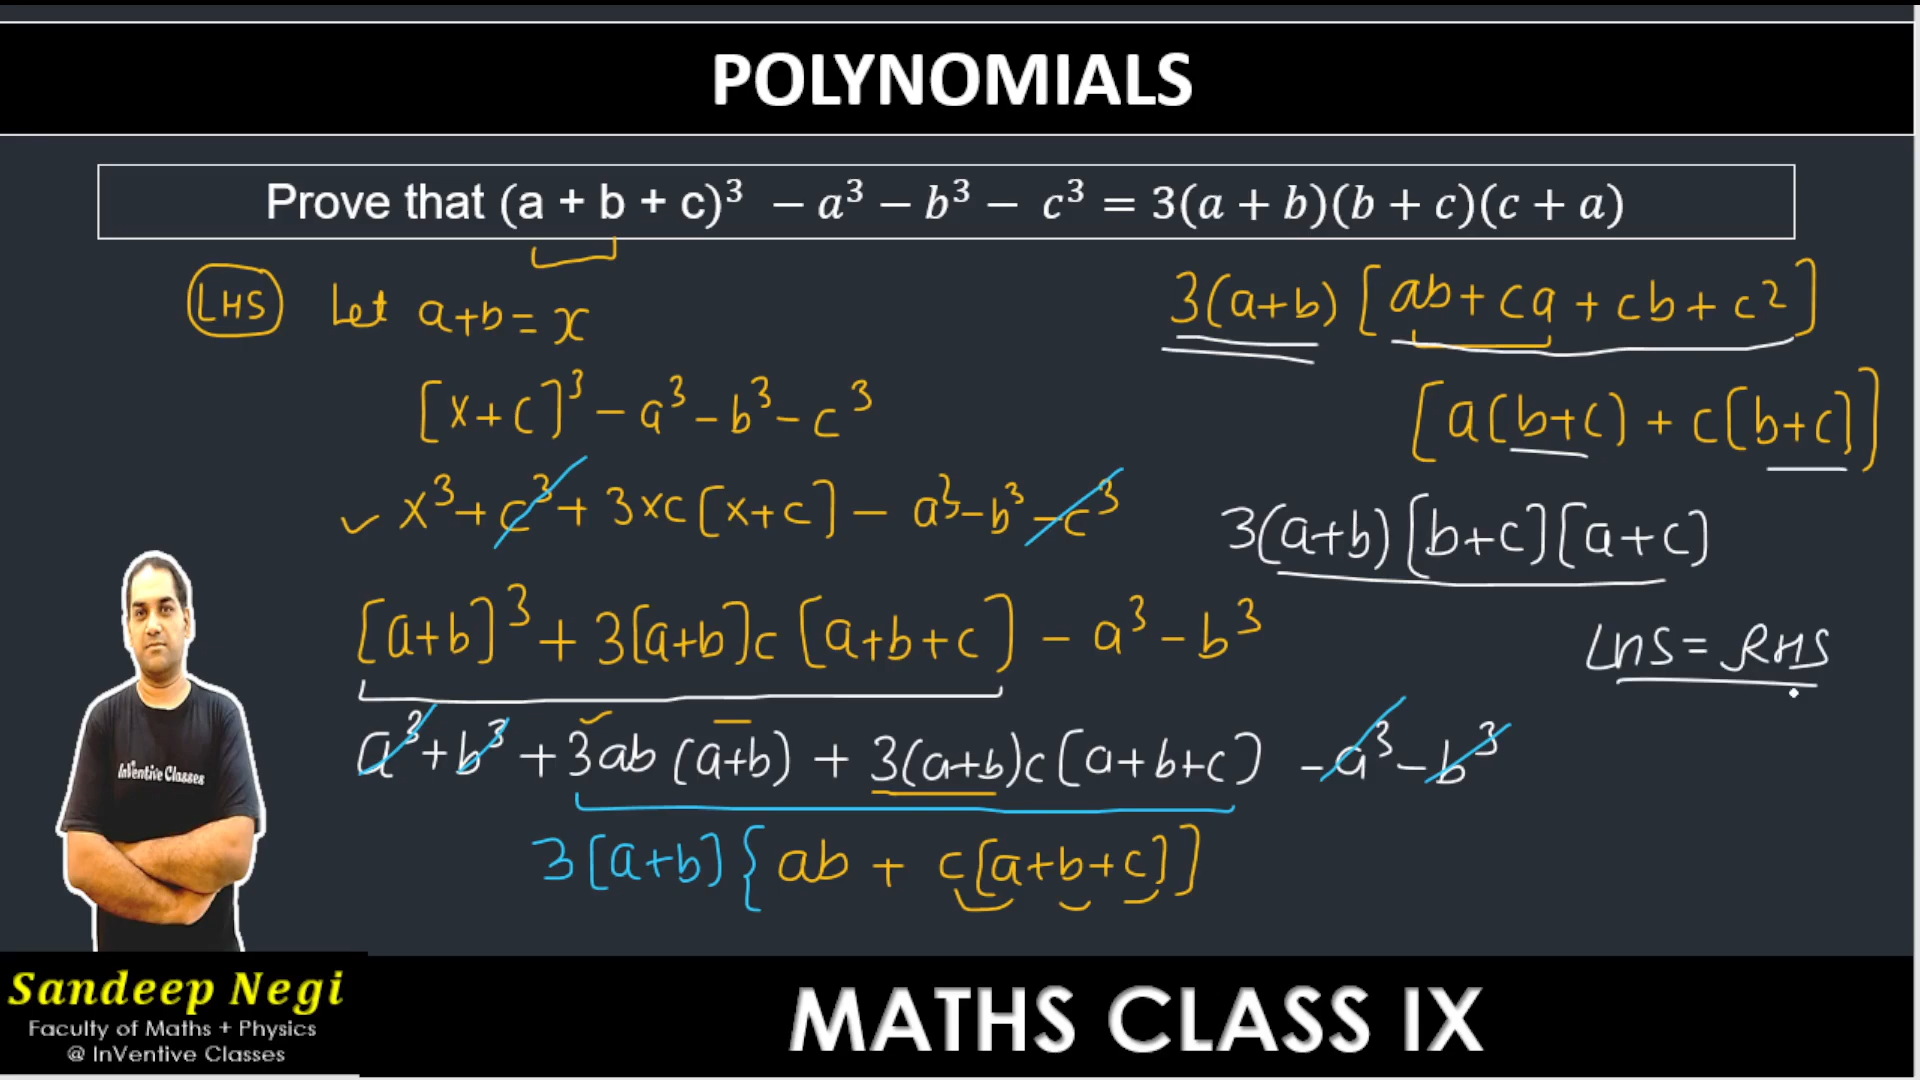 POLYNOMIALS
Prove that (a + b + c)³ − a³ − b³ − c³ = 3(a + b)(b + c)(c + a)
LHS Let a+b = x
[x+c]³ − a³ − b³ − c³
x³ + c³ + 3xc[x+c] − a³ − b³ − c³
[a+b]³ + 3[a+b]c[a+b+c] − a³ − b³
a³ + b³ + 3ab(a+b) + 3(a+b)c(a+b+c) − a³ − b³
3[a+b]{ab + c[a+b+c]]
3(a+b)[ab + ca + cb + c²]
[a(b+c) + c(b+c)]
3(a+b)[b+c][a+c]
LHS = RHS
InVentive Classes
Sandeep Negi
Faculty of Maths + Physics
@ InVentive Classes
MATHS CLASS IX